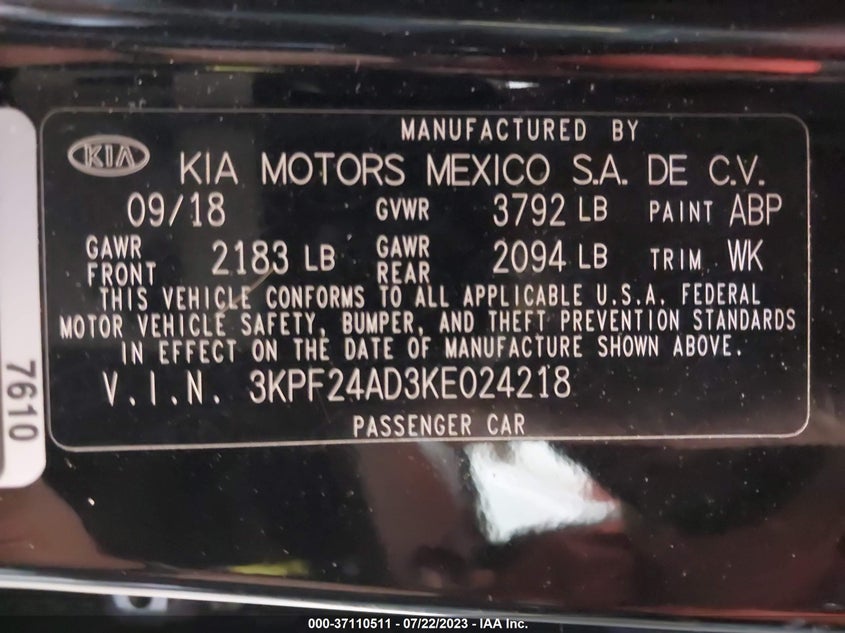 MANUFACTURED BY
KIA KIA MOTORS MEXICO S.A. DE C.V.
09/18 GVWR 3792 LB PAINT ABP
GAWR FRONT 2183 LB GAWR REAR 2094 LB TRIM WK
THIS VEHICLE CONFORMS TO ALL APPLICABLE U.S.A. FEDERAL
MOTOR VEHICLE SAFETY, BUMPER, AND THEFT PREVENTION STANDARDS
IN EFFECT ON THE DATE OF MANUFACTURE SHOWN ABOVE.
V.I.N. 3KPF24AD3KE024218
PASSENGER CAR
7610
000-37110511 - 07/22/2023 - IAA Inc.